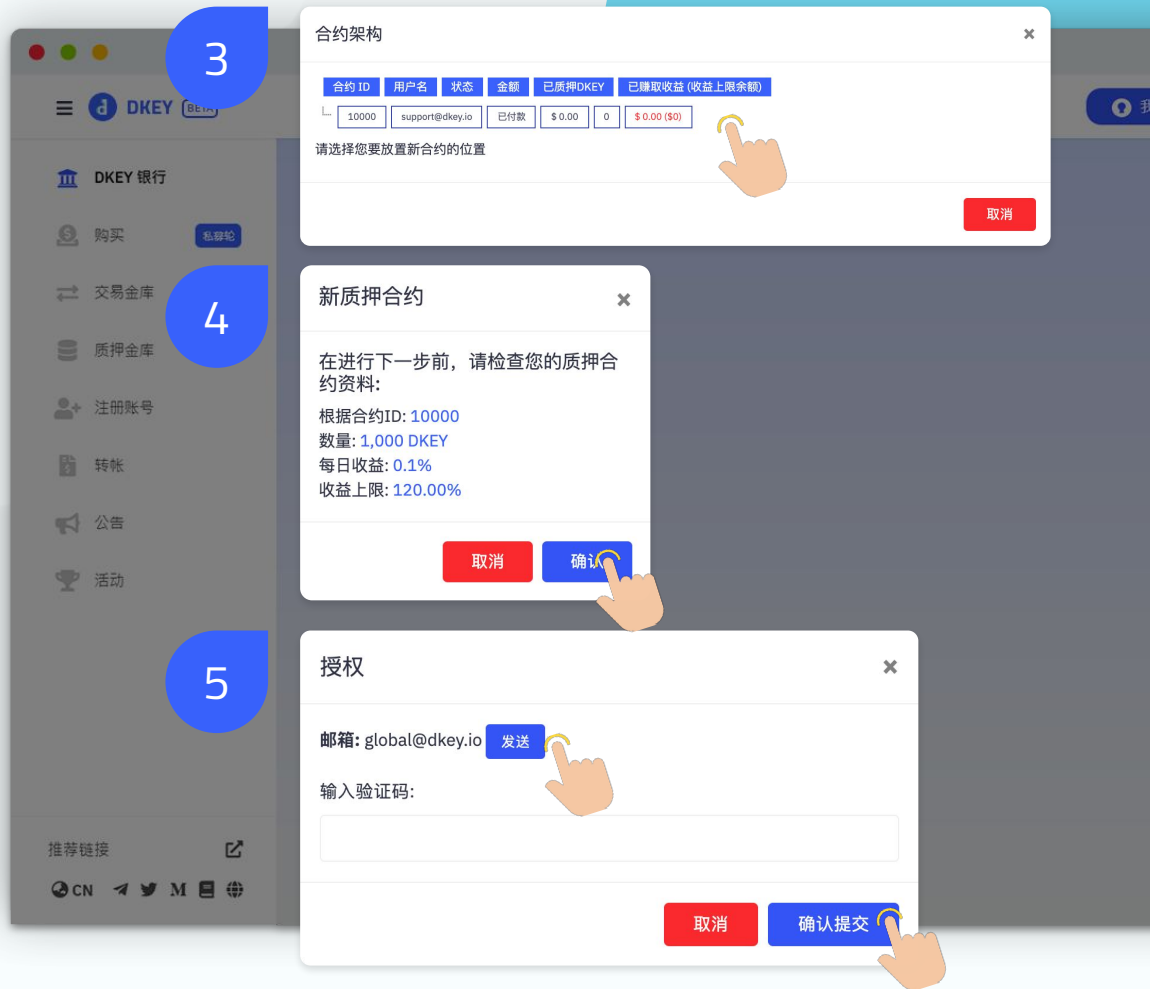 3
合约架构
合约 ID 用户名 状态 金额 已质押DKEY 已赚取收益 (收益上限余额)
10000 support@dkey.io 已付款 $ 0.00 0 $ 0.00 ($0)
请选择您要放置新合约的位置
取消
DKEY
我
DKEY 银行
购买 私募轮
交易金库
质押金库
注册账号
转帐
公告
活动
推荐链接
CN
4
新质押合约
在进行下一步前，请检查您的质押合
约资料:
根据合约ID: 10000
数量: 1,000 DKEY
每日收益: 0.1%
收益上限: 120.00%
取消 确认
5
授权
邮箱: global@dkey.io 发送
输入验证码:
取消 确认提交